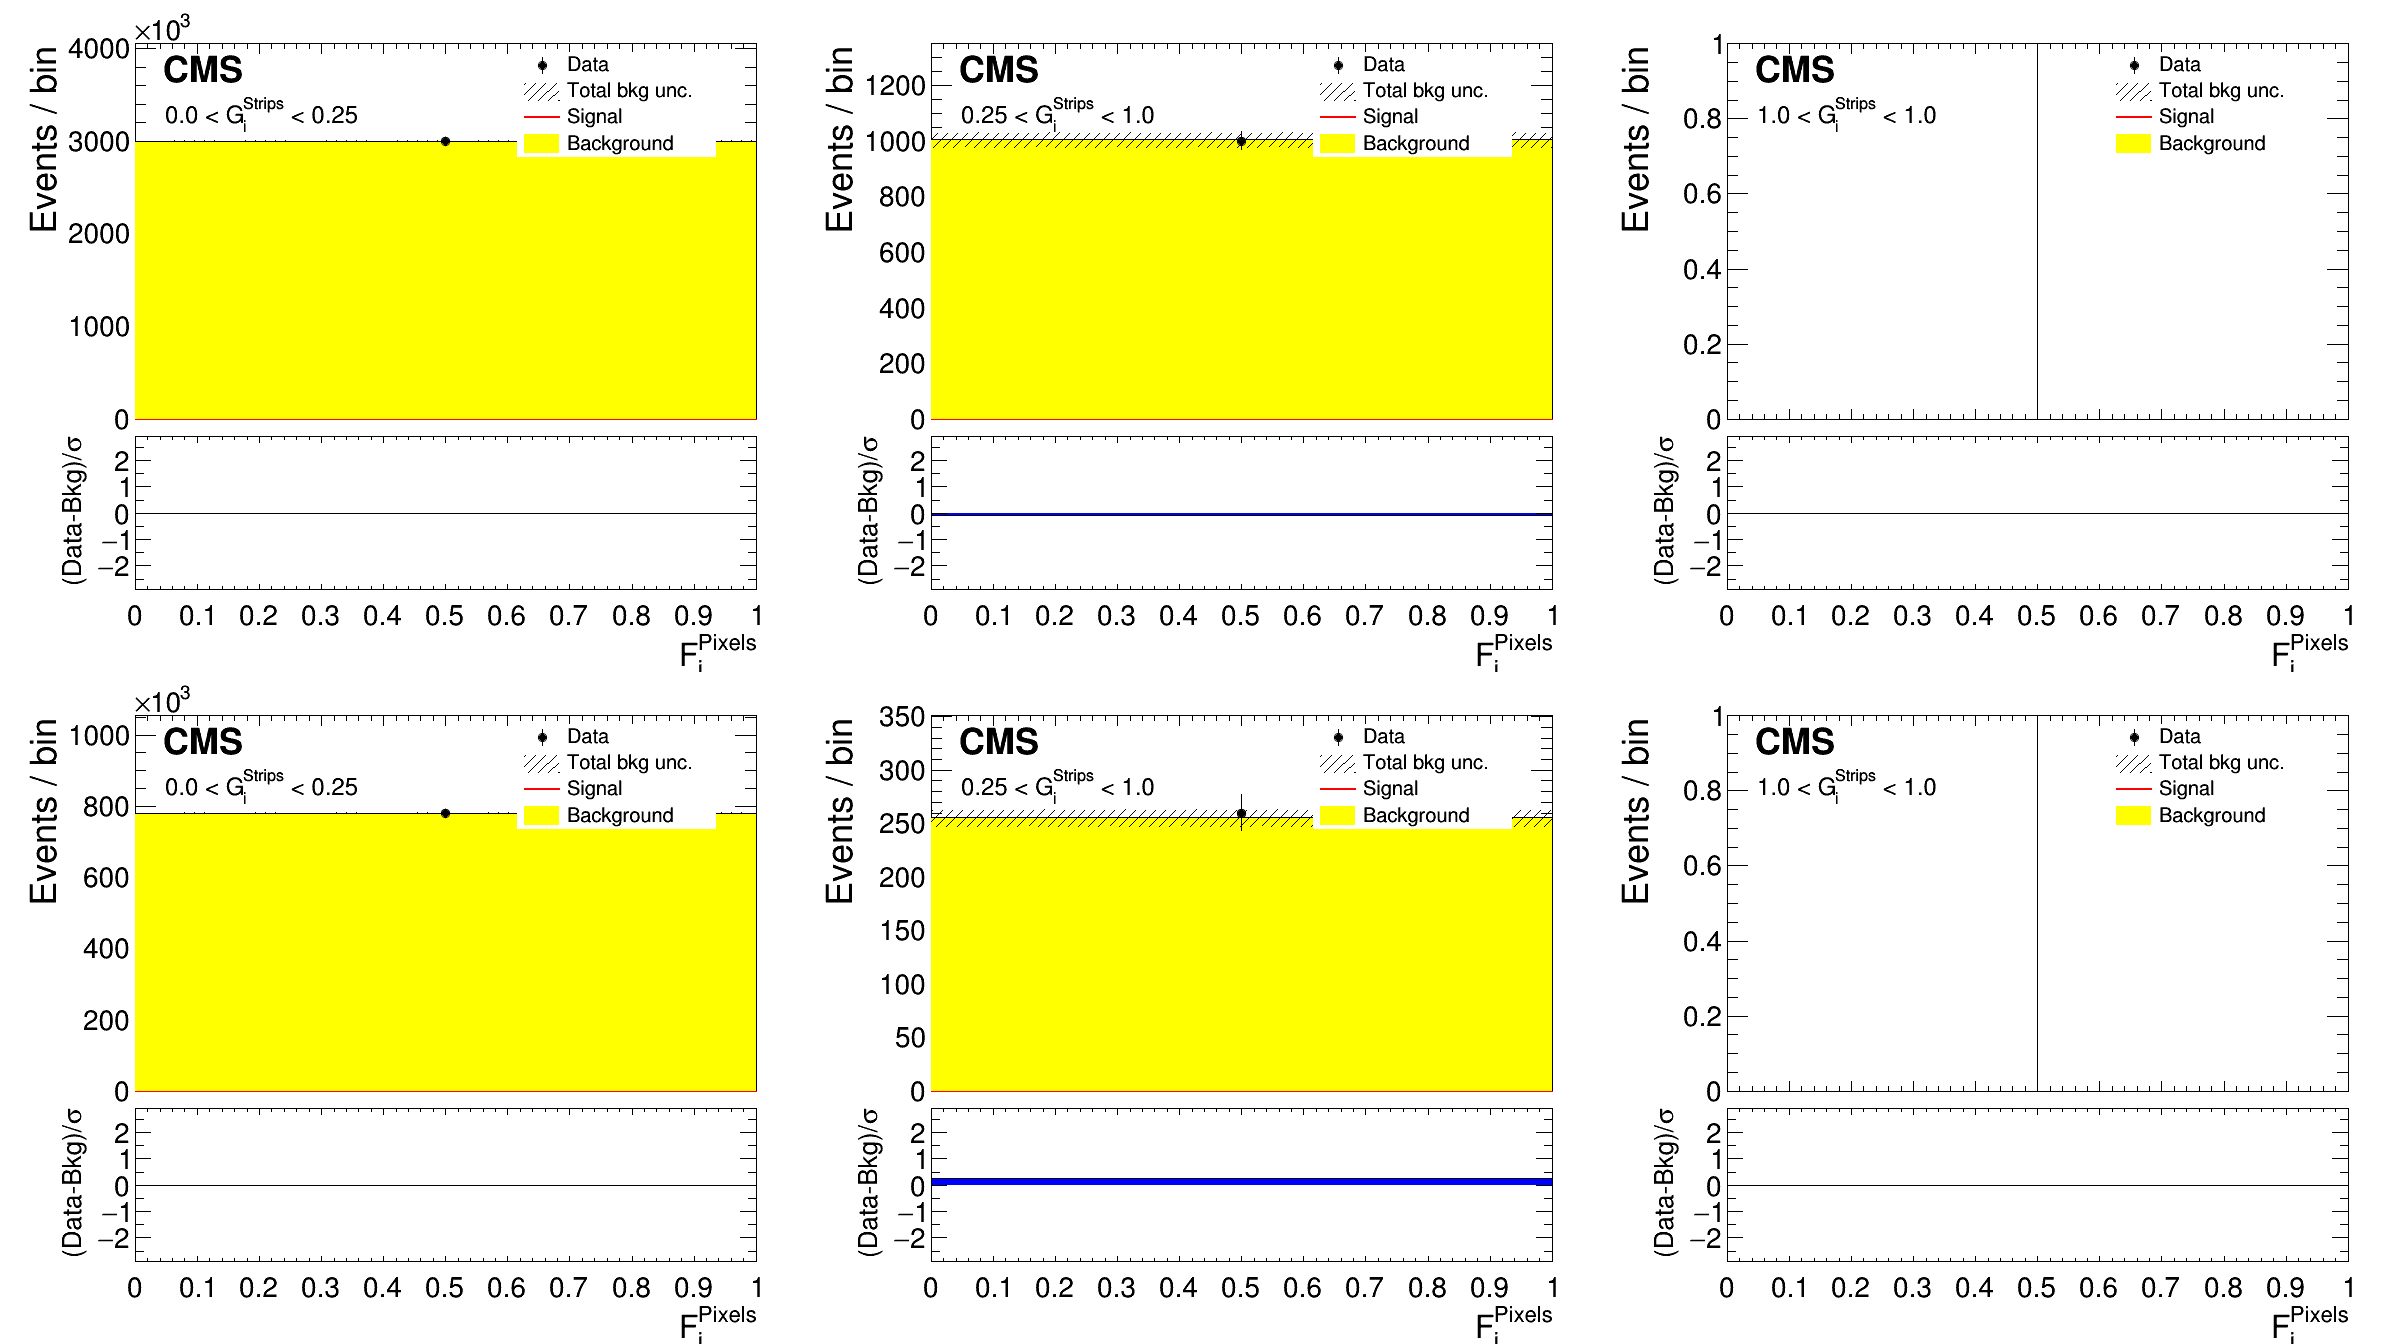 ×10³
4000
3000
2000
1000
0
Events / bin
CMS
0.0 < G_i^Strips < 0.25
Data
Total bkg unc.
Signal
Background
(Data-Bkg)/σ
2
1
0
−1
−2
0 0.1 0.2 0.3 0.4 0.5 0.6 0.7 0.8 0.9 1
F_i^Pixels
1200
1000
800
600
400
200
0
Events / bin
CMS
0.25 < G_i^Strips < 1.0
Data
Total bkg unc.
Signal
Background
(Data-Bkg)/σ
2
1
0
−1
−2
0 0.1 0.2 0.3 0.4 0.5 0.6 0.7 0.8 0.9 1
F_i^Pixels
1
0.8
0.6
0.4
0.2
0
Events / bin
CMS
1.0 < G_i^Strips < 1.0
Data
Total bkg unc.
Signal
Background
(Data-Bkg)/σ
2
1
0
−1
−2
0 0.1 0.2 0.3 0.4 0.5 0.6 0.7 0.8 0.9 1
F_i^Pixels
×10³
1000
800
600
400
200
0
Events / bin
CMS
0.0 < G_i^Strips < 0.25
Data
Total bkg unc.
Signal
Background
(Data-Bkg)/σ
2
1
0
−1
−2
0 0.1 0.2 0.3 0.4 0.5 0.6 0.7 0.8 0.9 1
F_i^Pixels
350
300
250
200
150
100
50
0
Events / bin
CMS
0.25 < G_i^Strips < 1.0
Data
Total bkg unc.
Signal
Background
(Data-Bkg)/σ
2
1
0
−1
−2
0 0.1 0.2 0.3 0.4 0.5 0.6 0.7 0.8 0.9 1
F_i^Pixels
1
0.8
0.6
0.4
0.2
0
Events / bin
CMS
1.0 < G_i^Strips < 1.0
Data
Total bkg unc.
Signal
Background
(Data-Bkg)/σ
2
1
0
−1
−2
0 0.1 0.2 0.3 0.4 0.5 0.6 0.7 0.8 0.9 1
F_i^Pixels